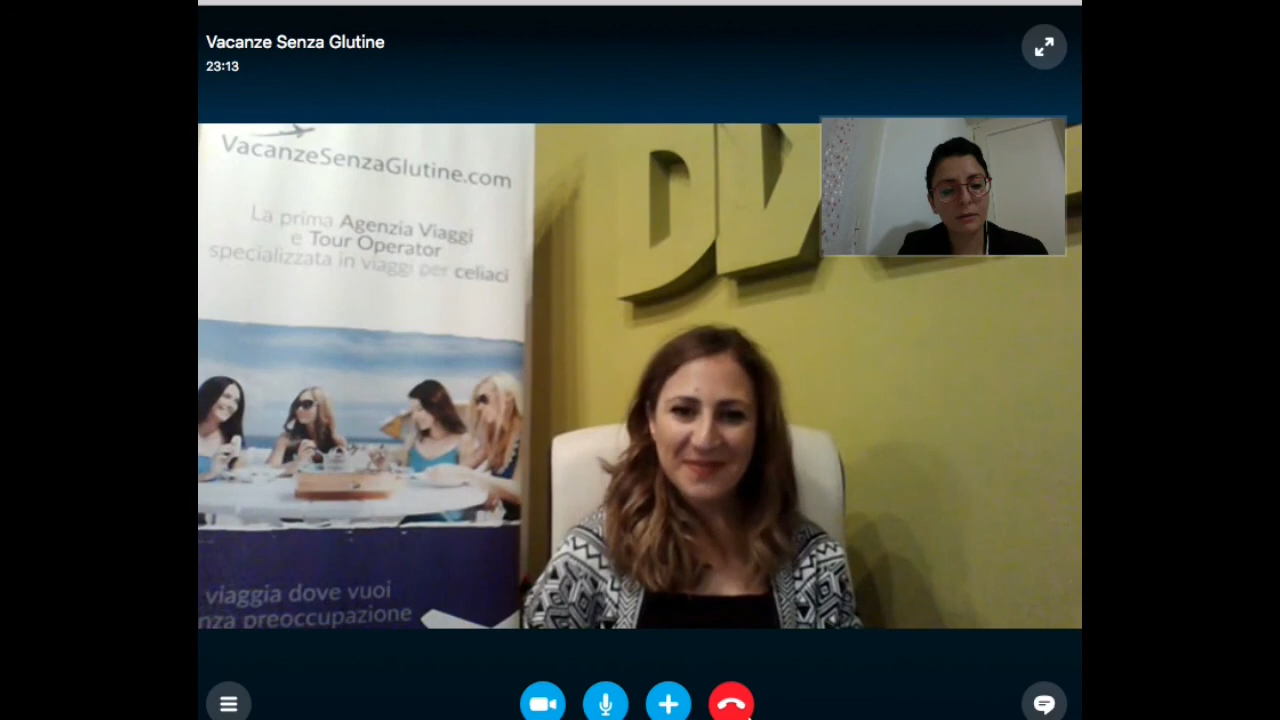 Vacanze Senza Glutine
23:13
VacanzeSenzaGlutine.com
La prima Agenzia Viaggi
e Tour Operator
specializzata in viaggi per celiaci
viaggia dove vuoi
nza preoccupazione